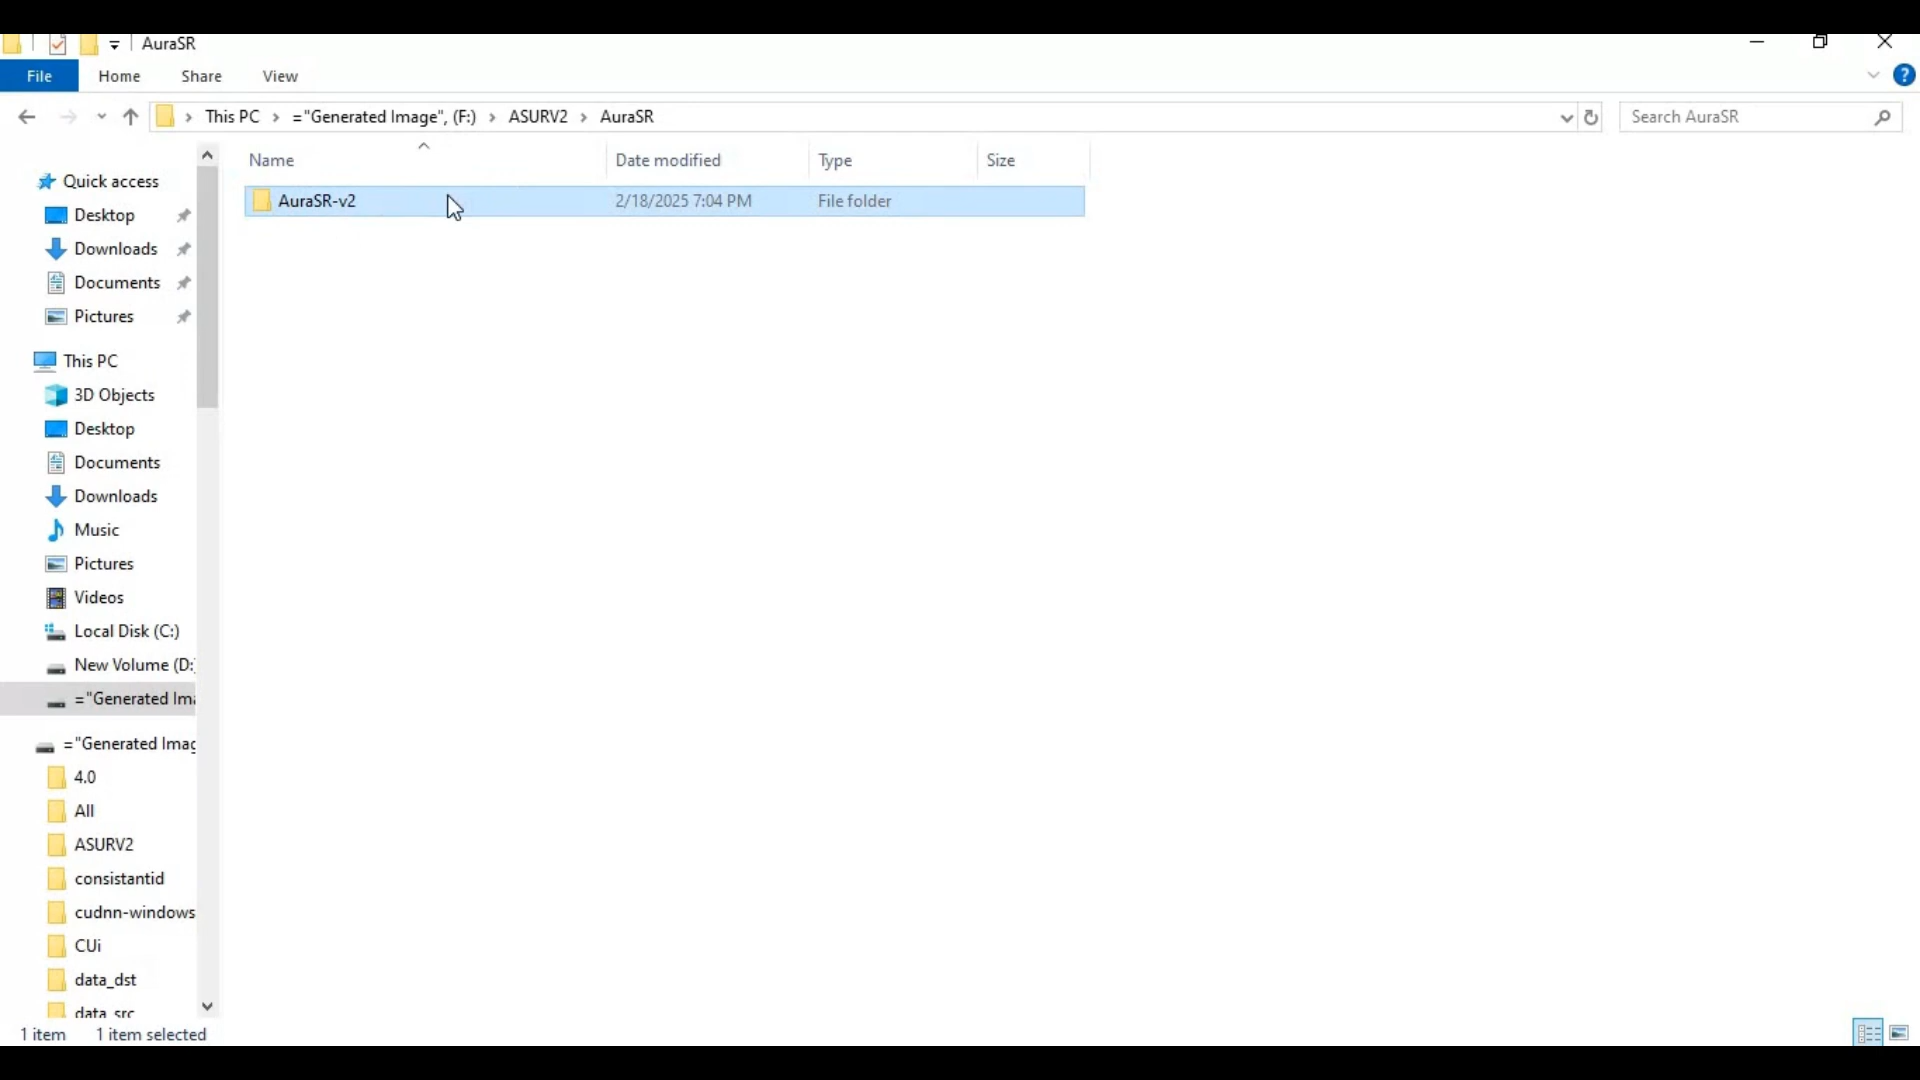 AuraSR
File Home Share View
This PC > ="Generated Image", (F:) > ASURV2 > AuraSR
Search AuraSR
Name Date modified Type Size
AuraSR-v2 2/18/2025 7:04 PM File folder
Quick access
Desktop
Downloads
Documents
Pictures
This PC
3D Objects
Desktop
Documents
Downloads
Music
Pictures
Videos
Local Disk (C:)
New Volume (D:
="Generated Ima
="Generated Imag
4.0
All
ASURV2
consistantid
cudnn-windows
CUi
data_dst
data_src
1 item 1 item selected